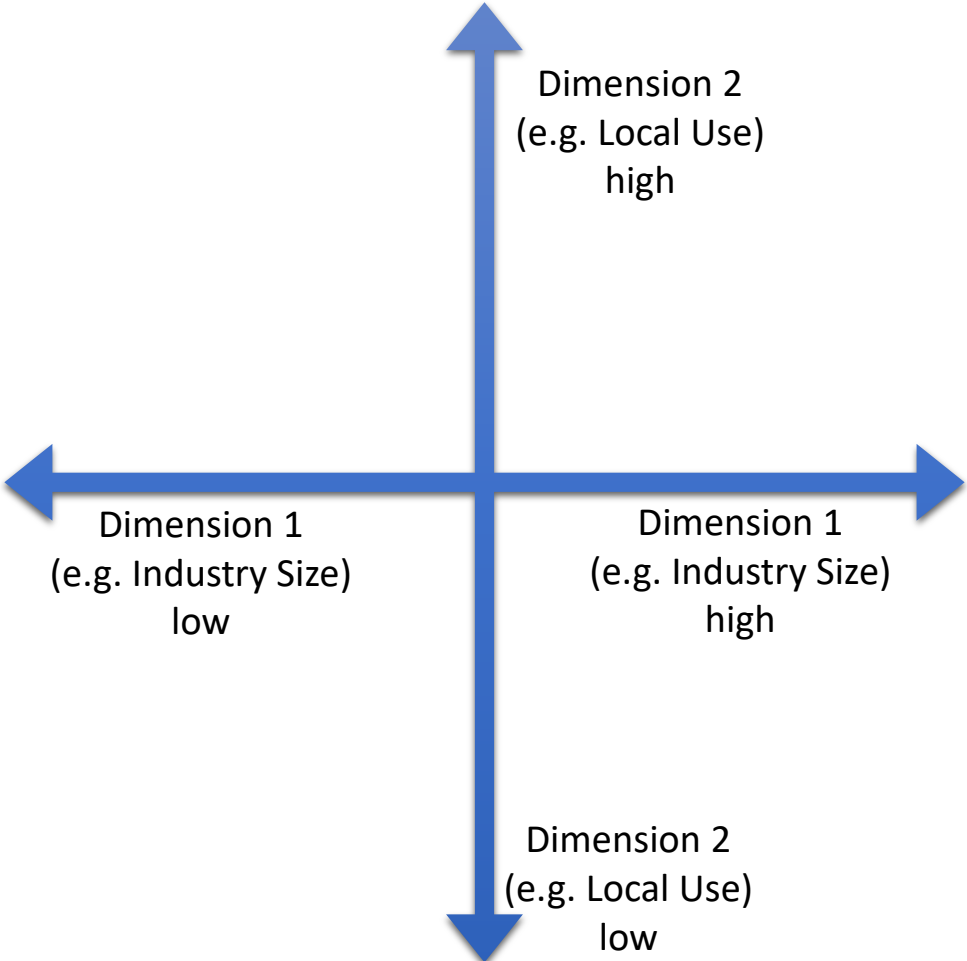 Dimension 2
(e.g. Local Use)
high
Dimension 1
(e.g. Industry Size)
low
Dimension 1
(e.g. Industry Size)
high
Dimension 2
(e.g. Local Use)
low